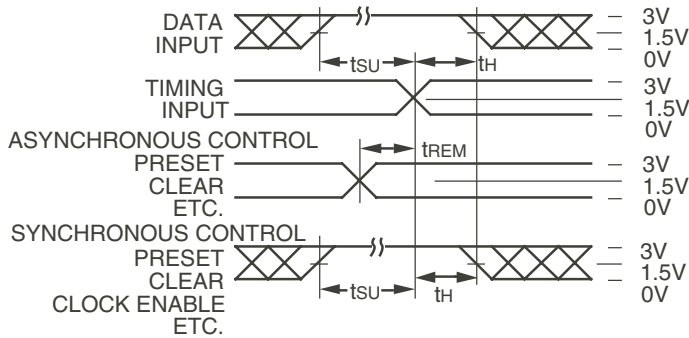 DATA
INPUT
3V
1.5V
0V
tSU
tH
TIMING
INPUT
3V
1.5V
0V
ASYNCHRONOUS CONTROL
PRESET
CLEAR
ETC.
tREM
3V
1.5V
0V
SYNCHRONOUS CONTROL
PRESET
CLEAR
CLOCK ENABLE
ETC.
tSU
tH
3V
1.5V
0V